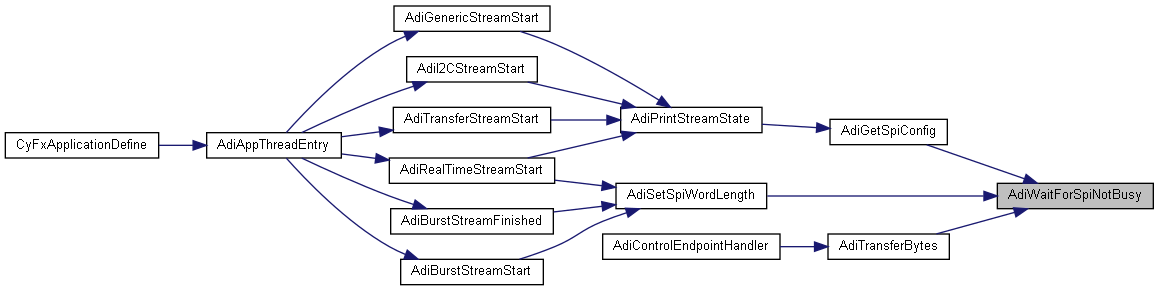 AdiGenericStreamStart
AdiI2CStreamStart
AdiTransferStreamStart
AdiPrintStreamState
AdiGetSpiConfig
CyFxApplicationDefine
AdiAppThreadEntry
AdiRealTimeStreamStart
AdiSetSpiWordLength
AdiWaitForSpiNotBusy
AdiBurstStreamFinished
AdiControlEndpointHandler
AdiTransferBytes
AdiBurstStreamStart